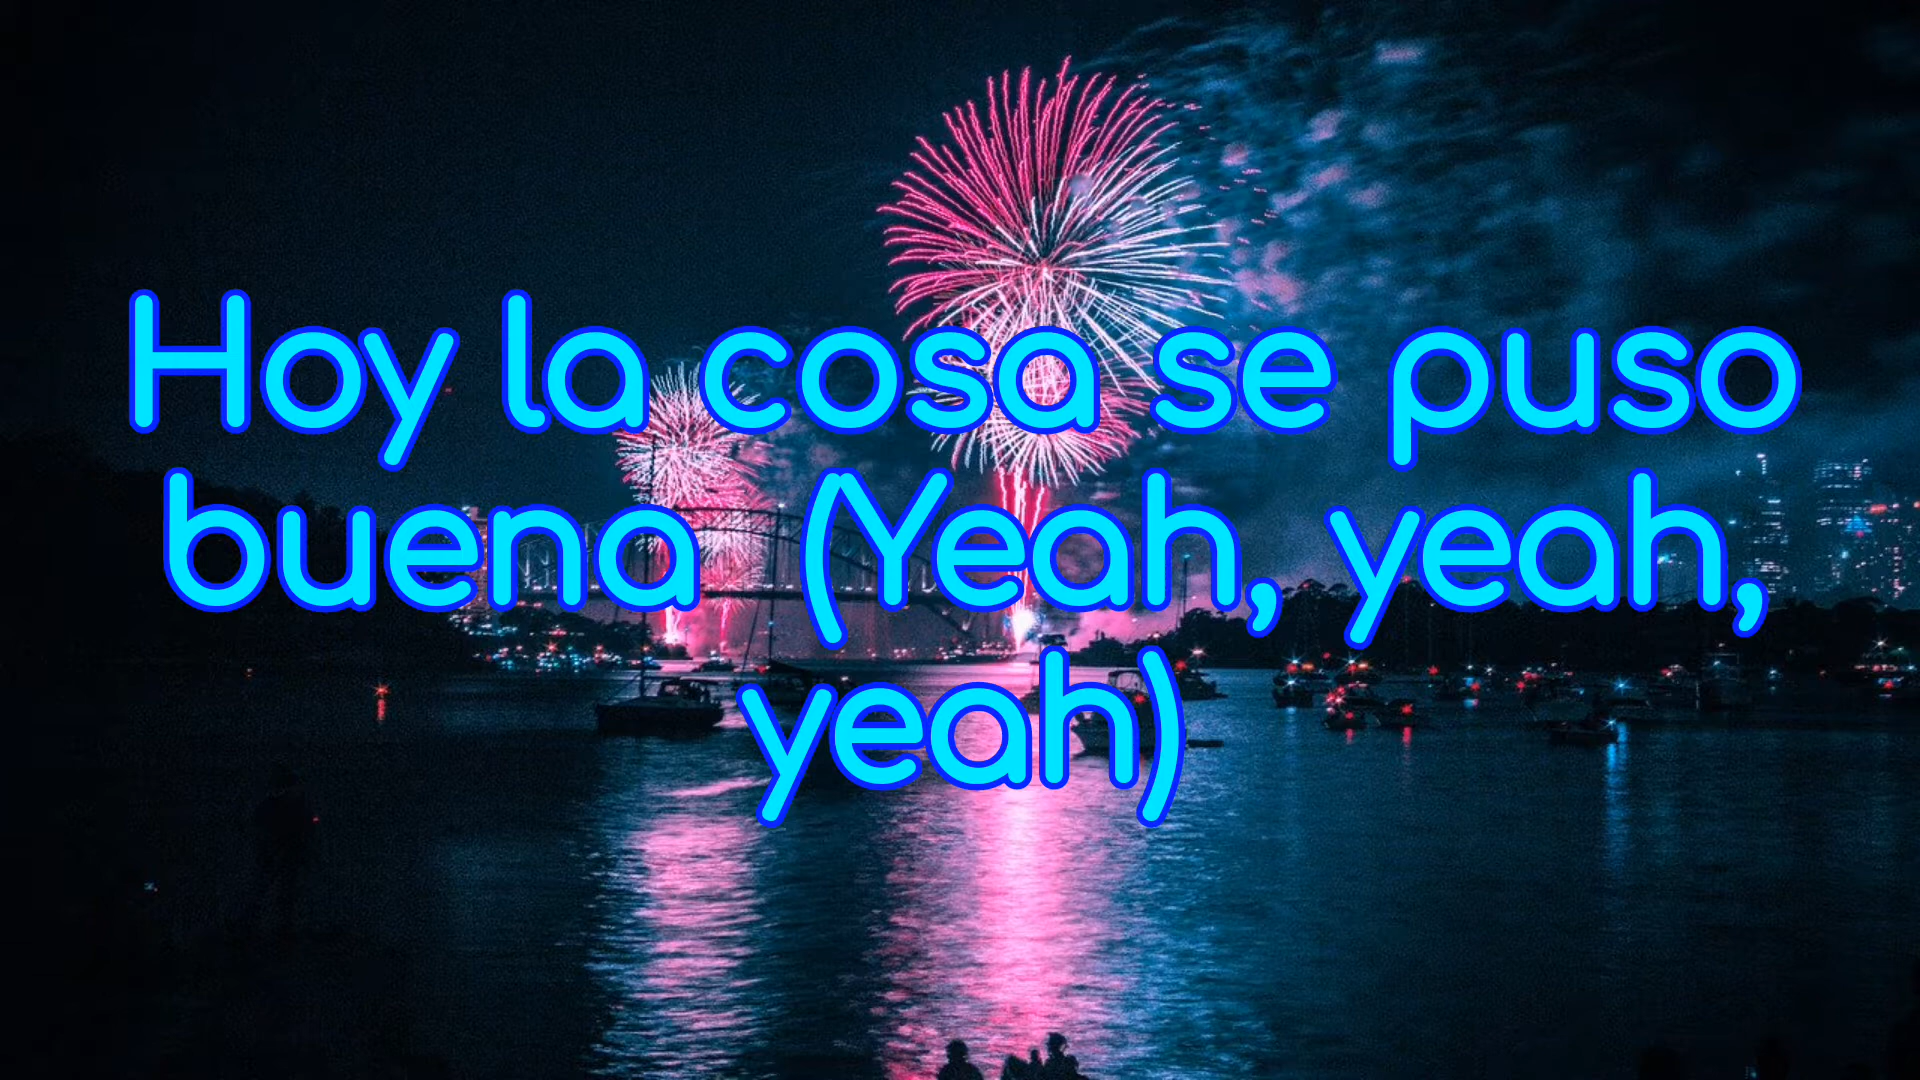 Hoy la cosa se puso
buena (Yeah, yeah,
yeah)